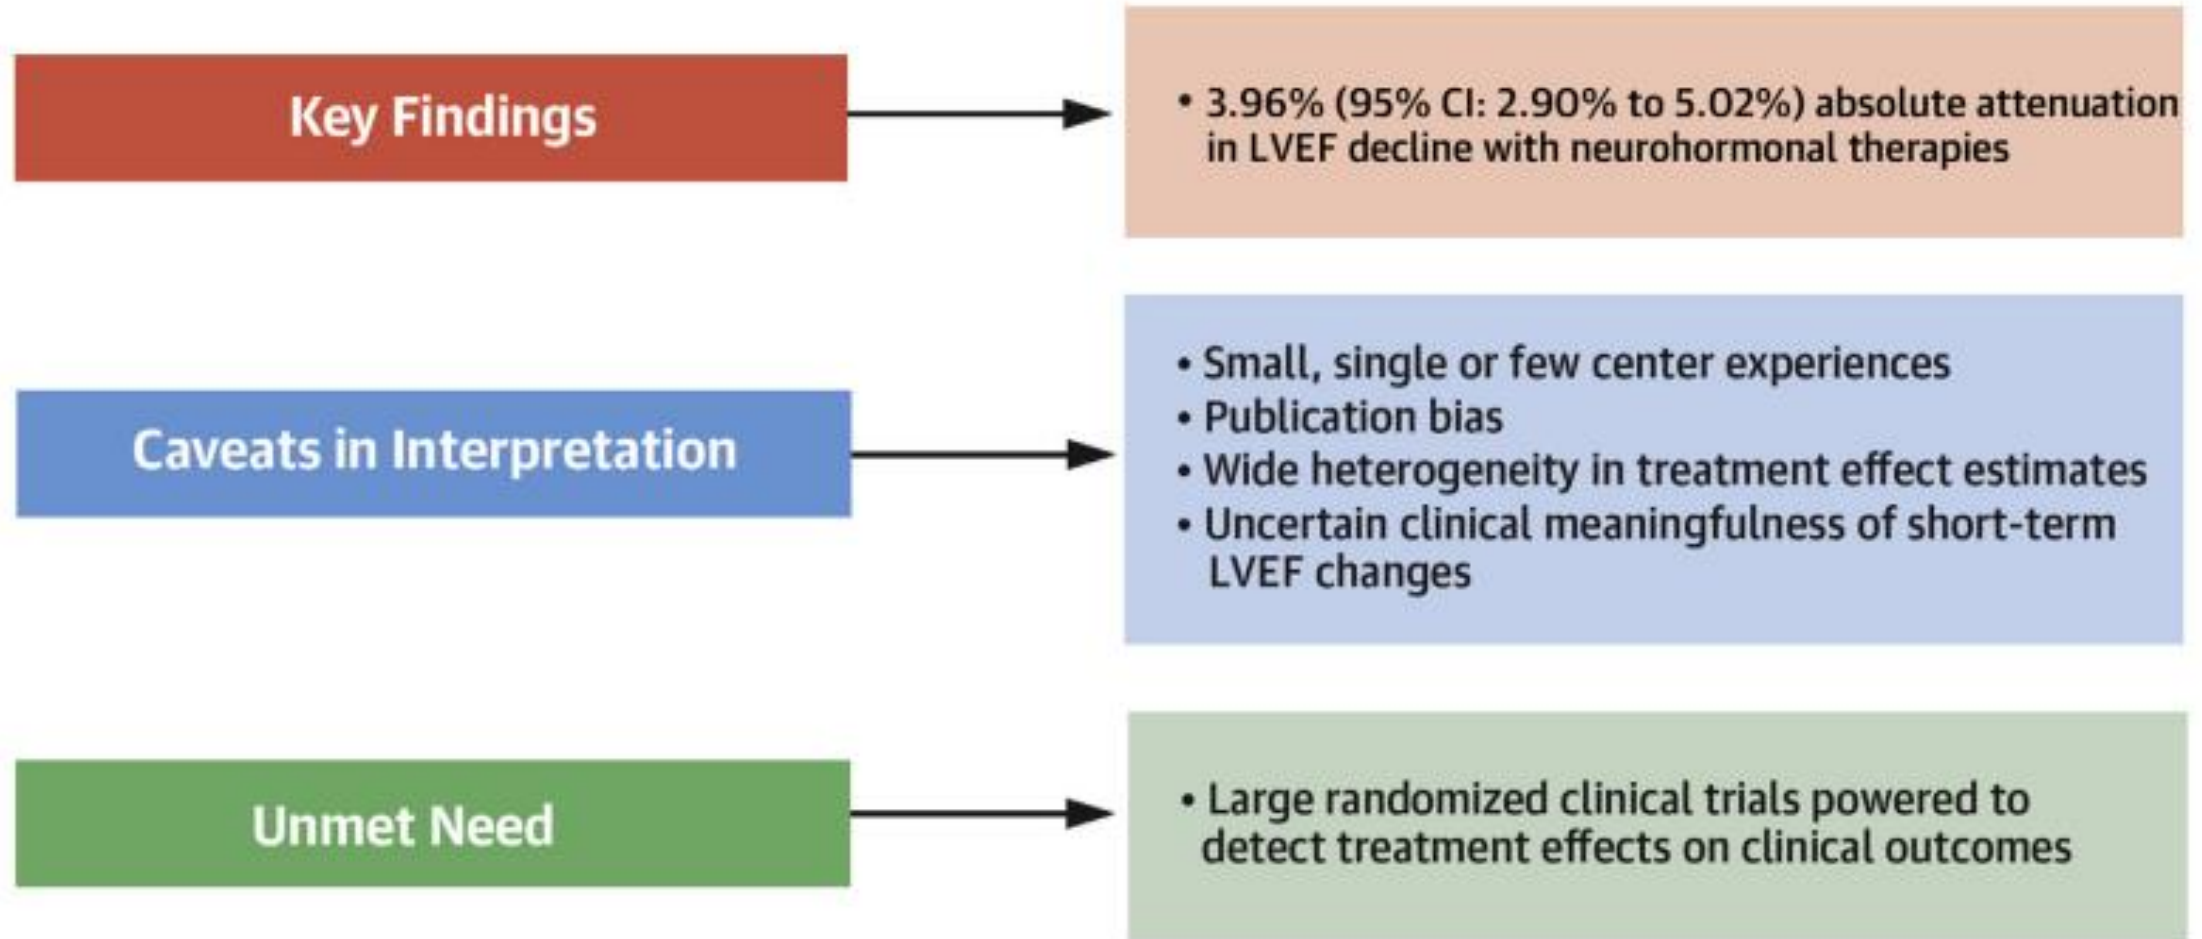 Key Findings
• 3.96% (95% CI: 2.90% to 5.02%) absolute attenuation
in LVEF decline with neurohormonal therapies
Caveats in Interpretation
• Small, single or few center experiences
• Publication bias
• Wide heterogeneity in treatment effect estimates
• Uncertain clinical meaningfulness of short-term
LVEF changes
Unmet Need
• Large randomized clinical trials powered to
detect treatment effects on clinical outcomes